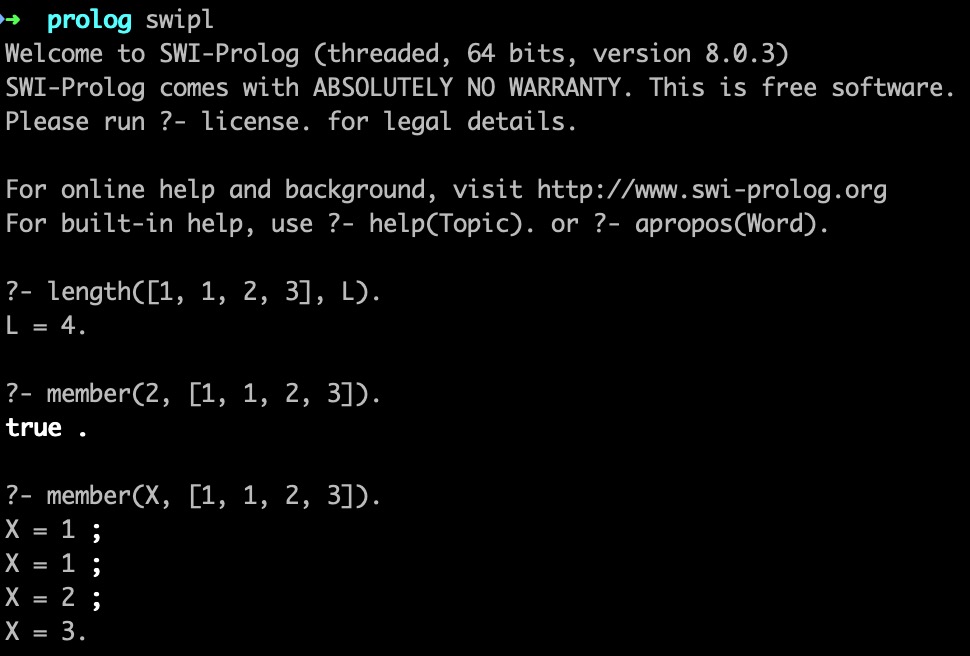 ➜ prolog swipl
Welcome to SWI-Prolog (threaded, 64 bits, version 8.0.3)
SWI-Prolog comes with ABSOLUTELY NO WARRANTY. This is free software.
Please run ?- license. for legal details.

For online help and background, visit http://www.swi-prolog.org
For built-in help, use ?- help(Topic). or ?- apropos(Word).

?- length([1, 1, 2, 3], L).
L = 4.

?- member(2, [1, 1, 2, 3]).
true .

?- member(X, [1, 1, 2, 3]).
X = 1 ;
X = 1 ;
X = 2 ;
X = 3.